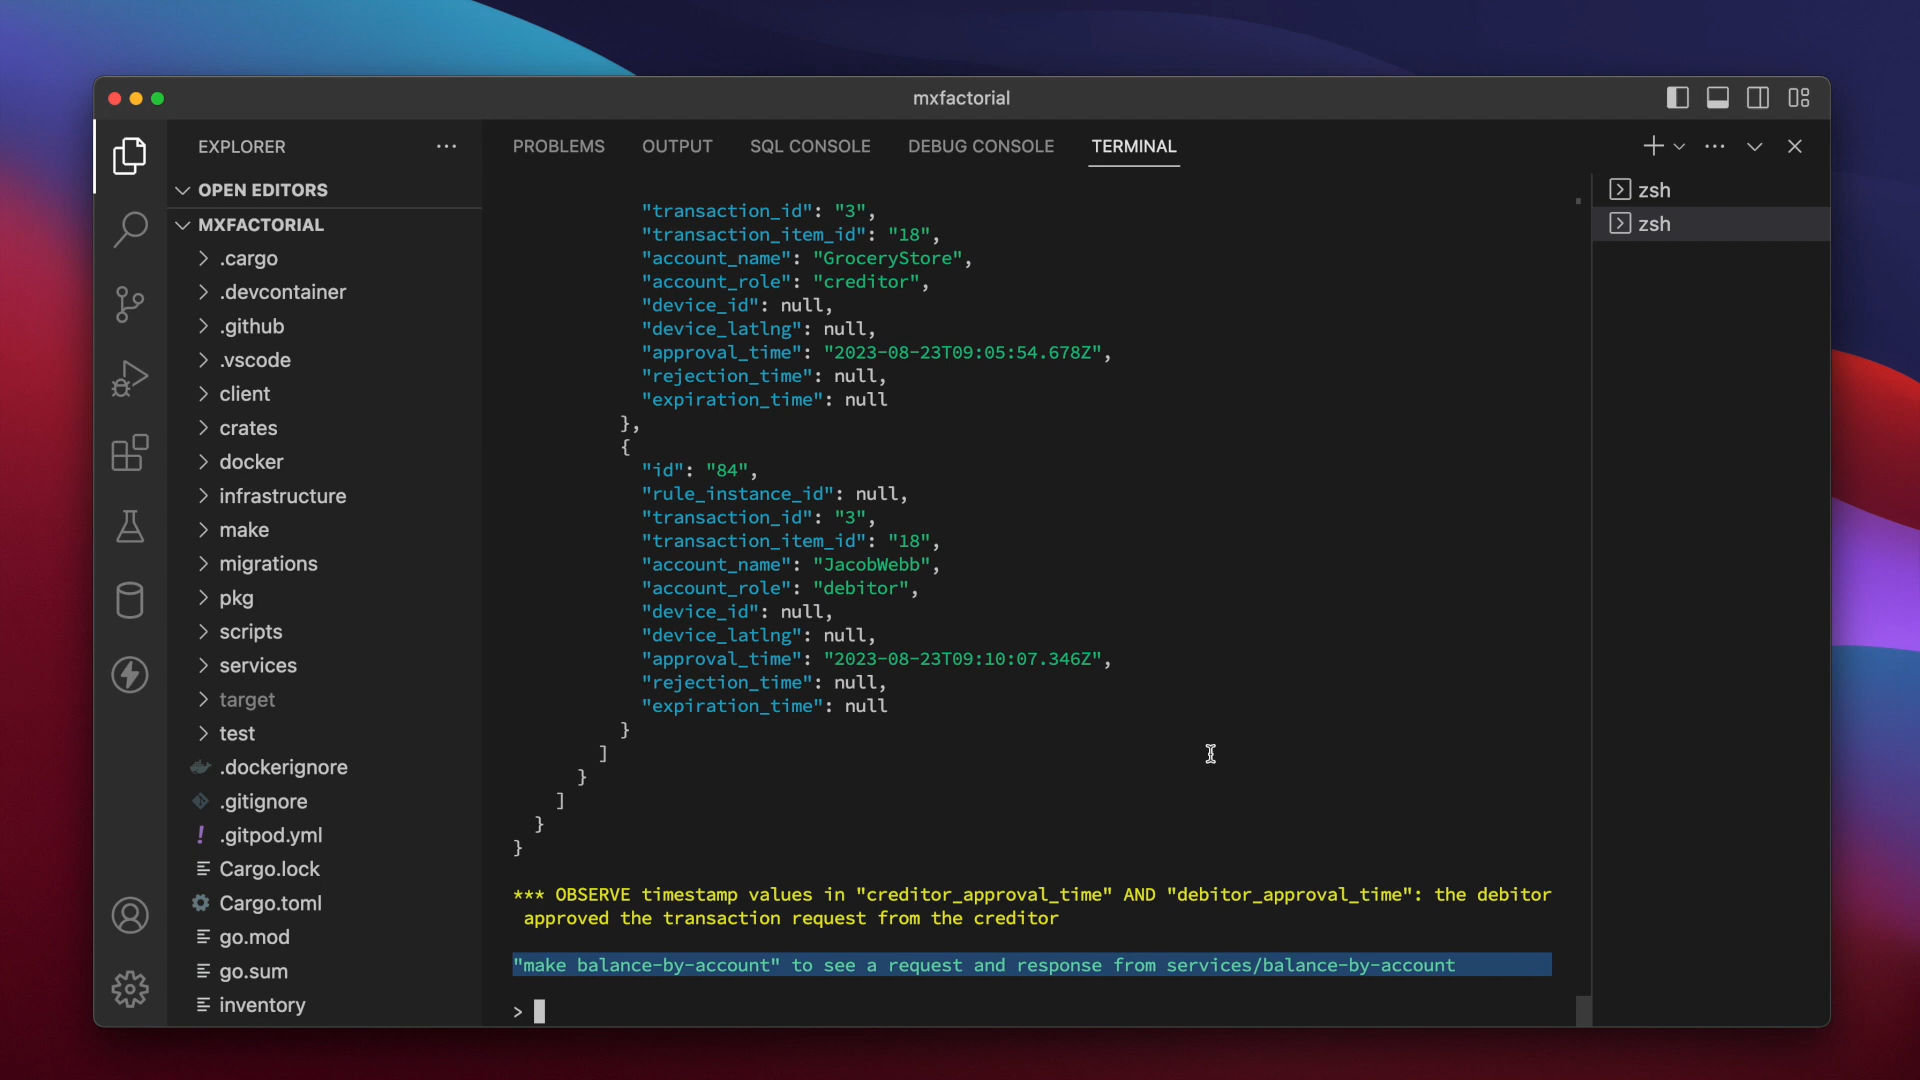 mxfactorial
EXPLORER
OPEN EDITORS
MXFACTORIAL
.cargo
.devcontainer
.github
.vscode
client
crates
docker
infrastructure
make
migrations
pkg
scripts
services
target
test
.dockerignore
.gitignore
.gitpod.yml
Cargo.lock
Cargo.toml
go.mod
go.sum
inventory
PROBLEMS OUTPUT SQL CONSOLE DEBUG CONSOLE TERMINAL
"transaction_id": "3",
"transaction_item_id": "18",
"account_name": "GroceryStore",
"account_role": "creditor",
"device_id": null,
"device_latlng": null,
"approval_time": "2023-08-23T09:05:54.678Z",
"rejection_time": null,
"expiration_time": null
},
{
"id": "84",
"rule_instance_id": null,
"transaction_id": "3",
"transaction_item_id": "18",
"account_name": "JacobWebb",
"account_role": "debitor",
"device_id": null,
"device_latlng": null,
"approval_time": "2023-08-23T09:10:07.346Z",
"rejection_time": null,
"expiration_time": null
}
]
}
]
}
}
*** OBSERVE timestamp values in "creditor_approval_time" AND "debitor_approval_time": the debitor
approved the transaction request from the creditor
"make balance-by-account" to see a request and response from services/balance-by-account
>
zsh
zsh